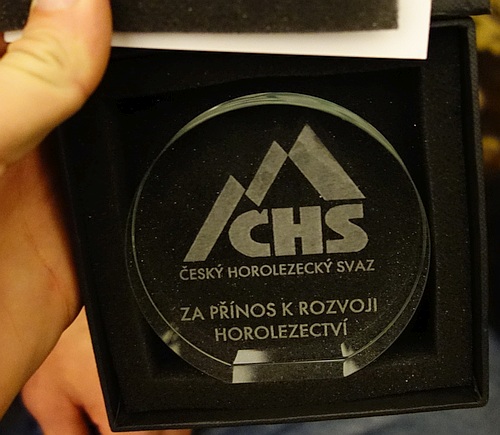 ČHS
ČESKÝ HOROLEZECKÝ SVAZ
ZA PŘÍNOS K ROZVOJI
HOROLEZECTVÍ